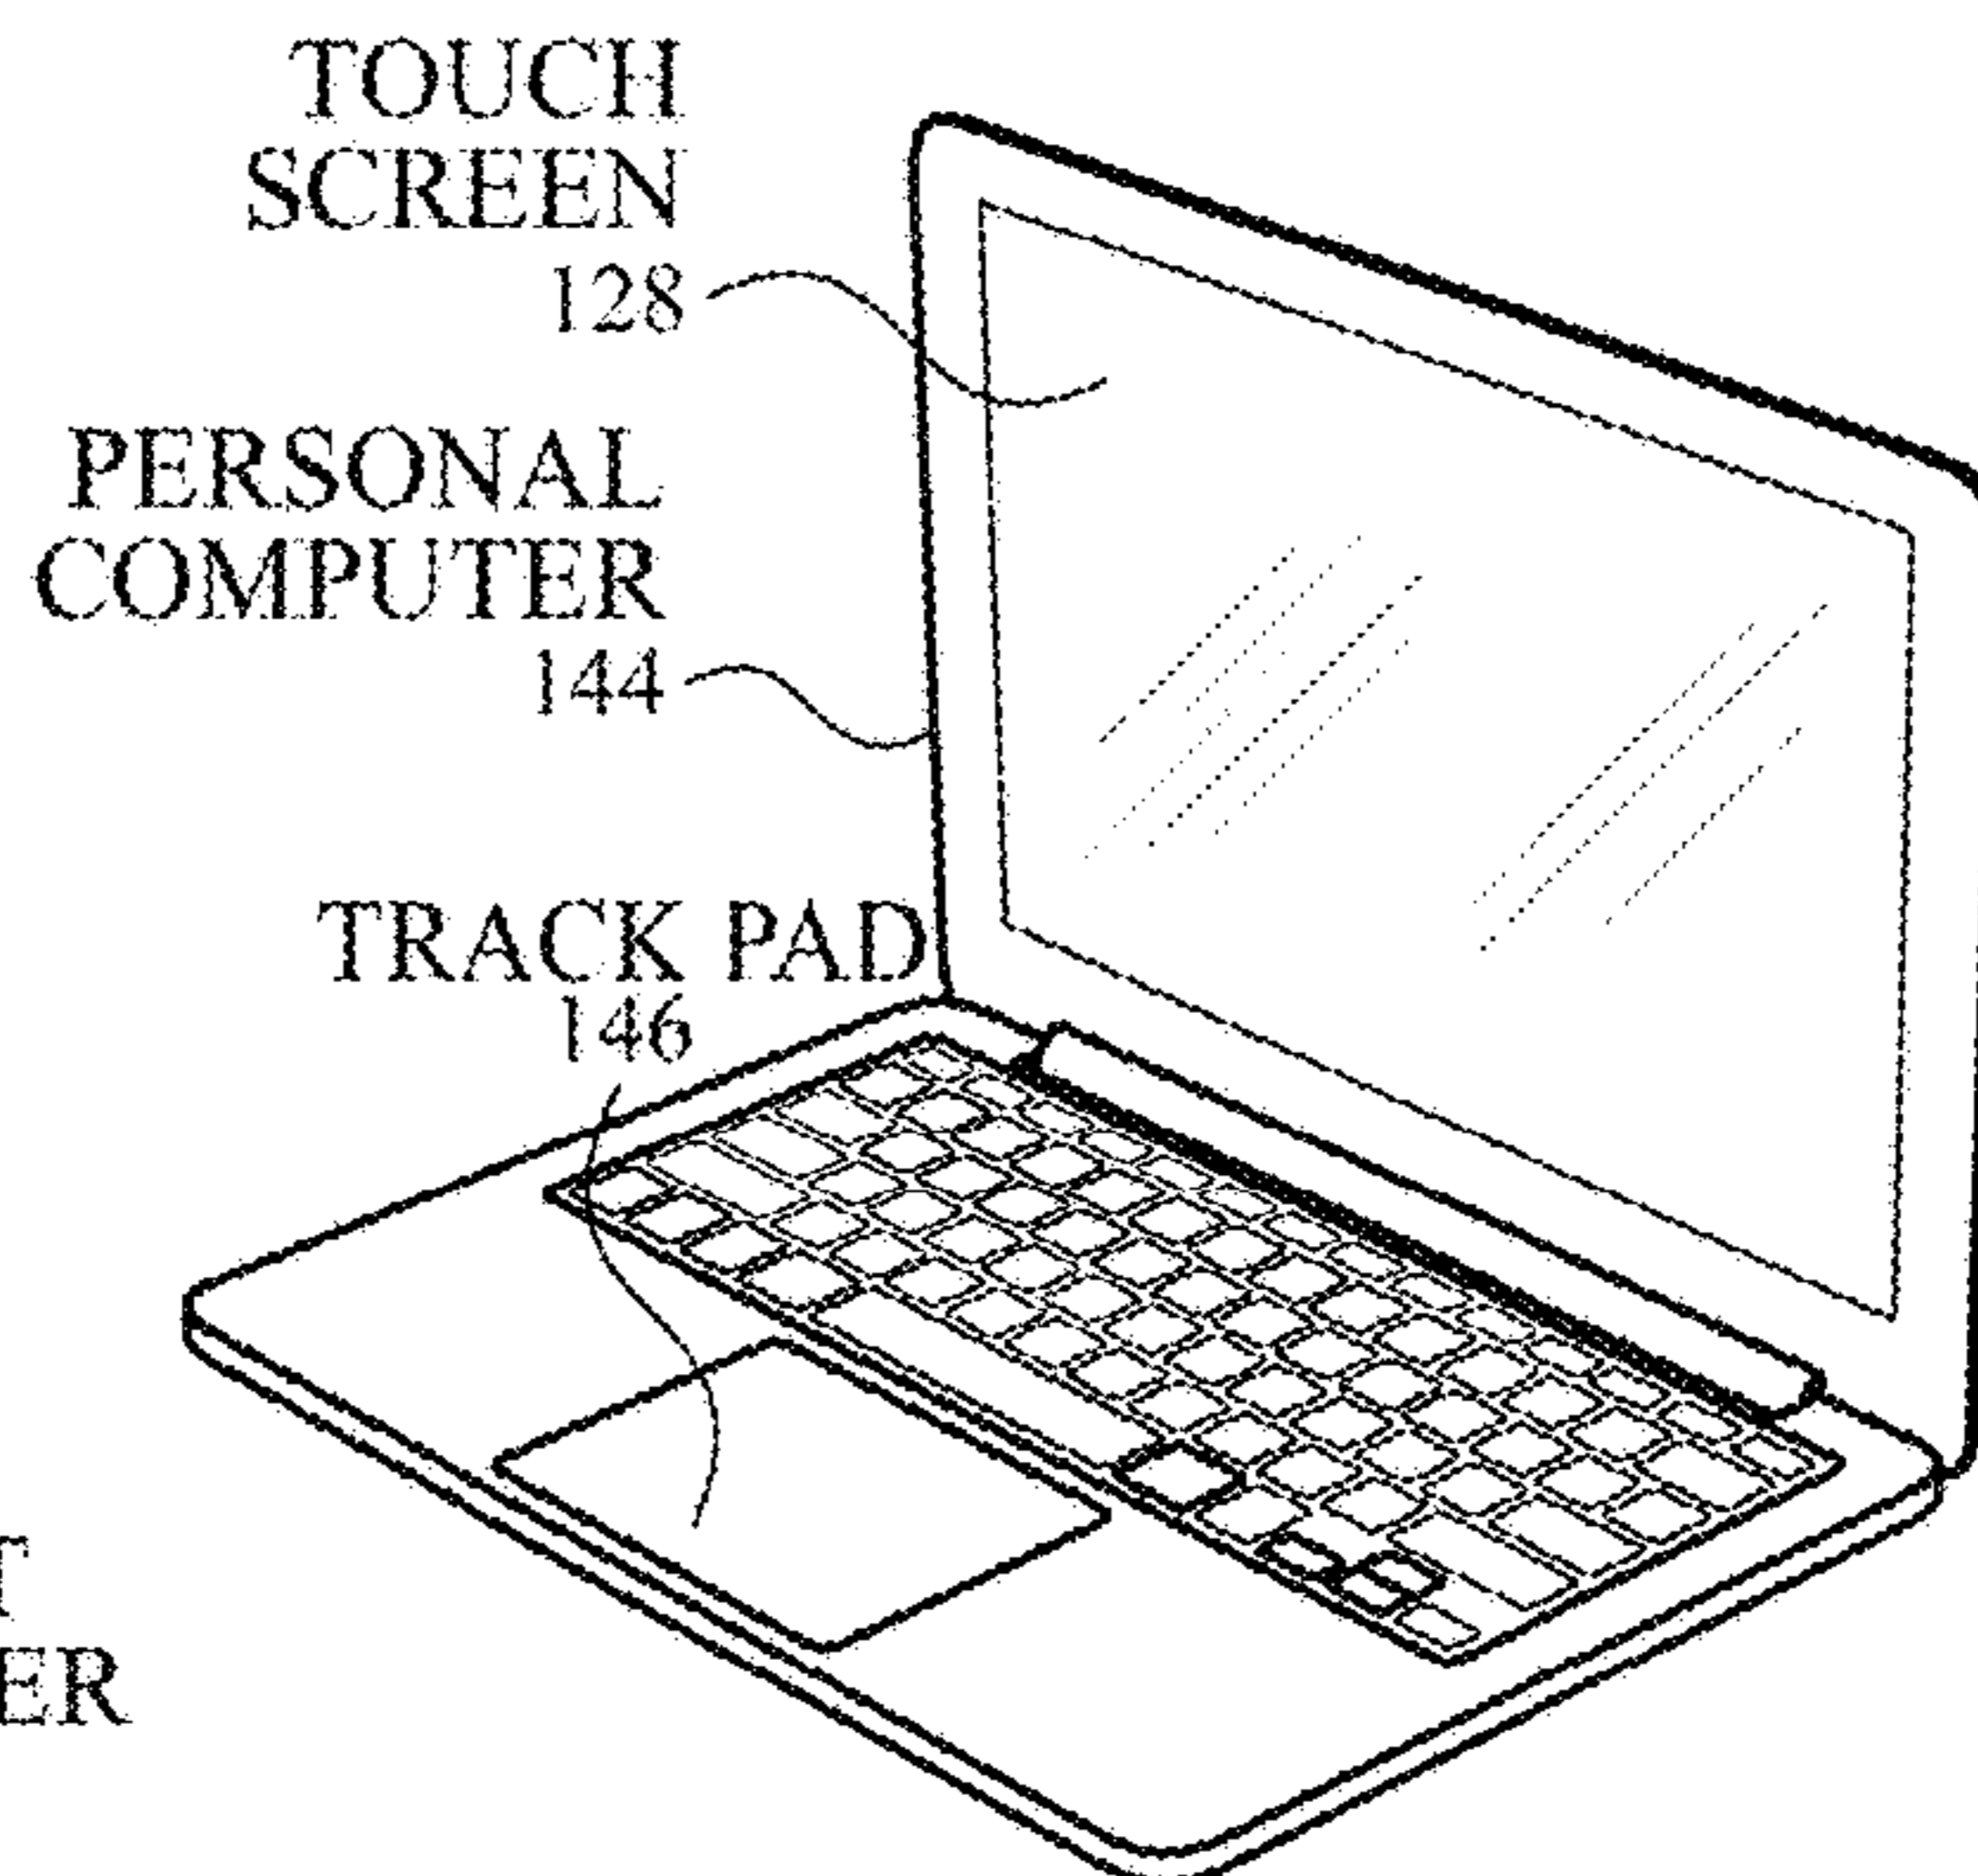 TOUCH
SCREEN
128
PERSONAL
COMPUTER
144
TRACK PAD
146